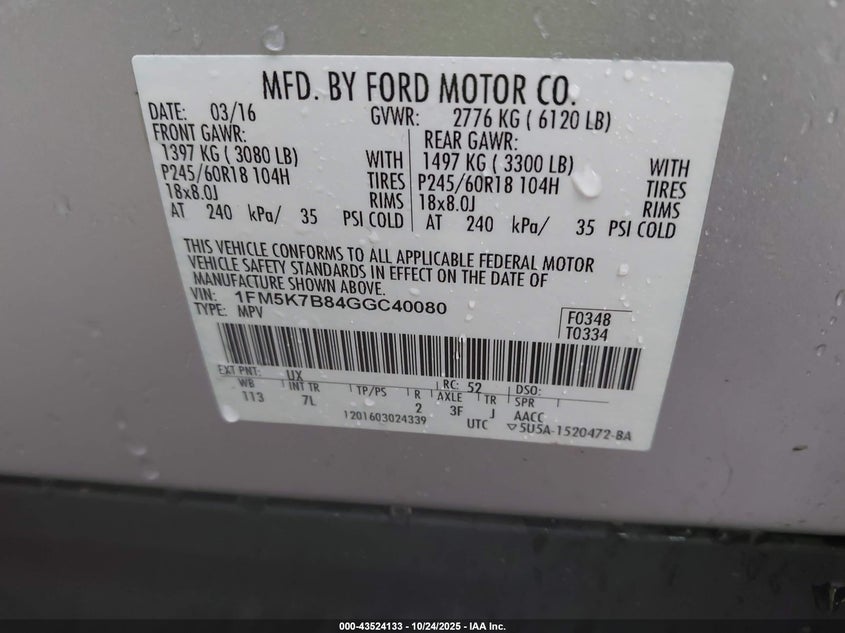 MFD. BY FORD MOTOR CO.
DATE: 03/16 GVWR: 2776 KG ( 6120 LB)
FRONT GAWR: REAR GAWR:
1397 KG ( 3080 LB) WITH 1497 KG ( 3300 LB) WITH
P245/60R18 104H TIRES P245/60R18 104H TIRES
18x8.0J RIMS 18x8.0J RIMS
AT 240 kPa/ 35 PSI COLD AT 240 kPa/ 35 PSI COLD
THIS VEHICLE CONFORMS TO ALL APPLICABLE FEDERAL MOTOR
VEHICLE SAFETY STANDARDS IN EFFECT ON THE DATE OF
MANUFACTURE SHOWN ABOVE.
VIN: 1FM5K7B84GGC40080
TYPE: MPV
F0348
T0334
EXT PNT: UX RC: 52 DSO:
WB INT TR TP/PS R AXLE TR SPR
113 7L 2 3F J AACC
1201603024339 UTC ▽5U5A-1520472-BA
000-43524133 - 10/24/2025 - IAA Inc.